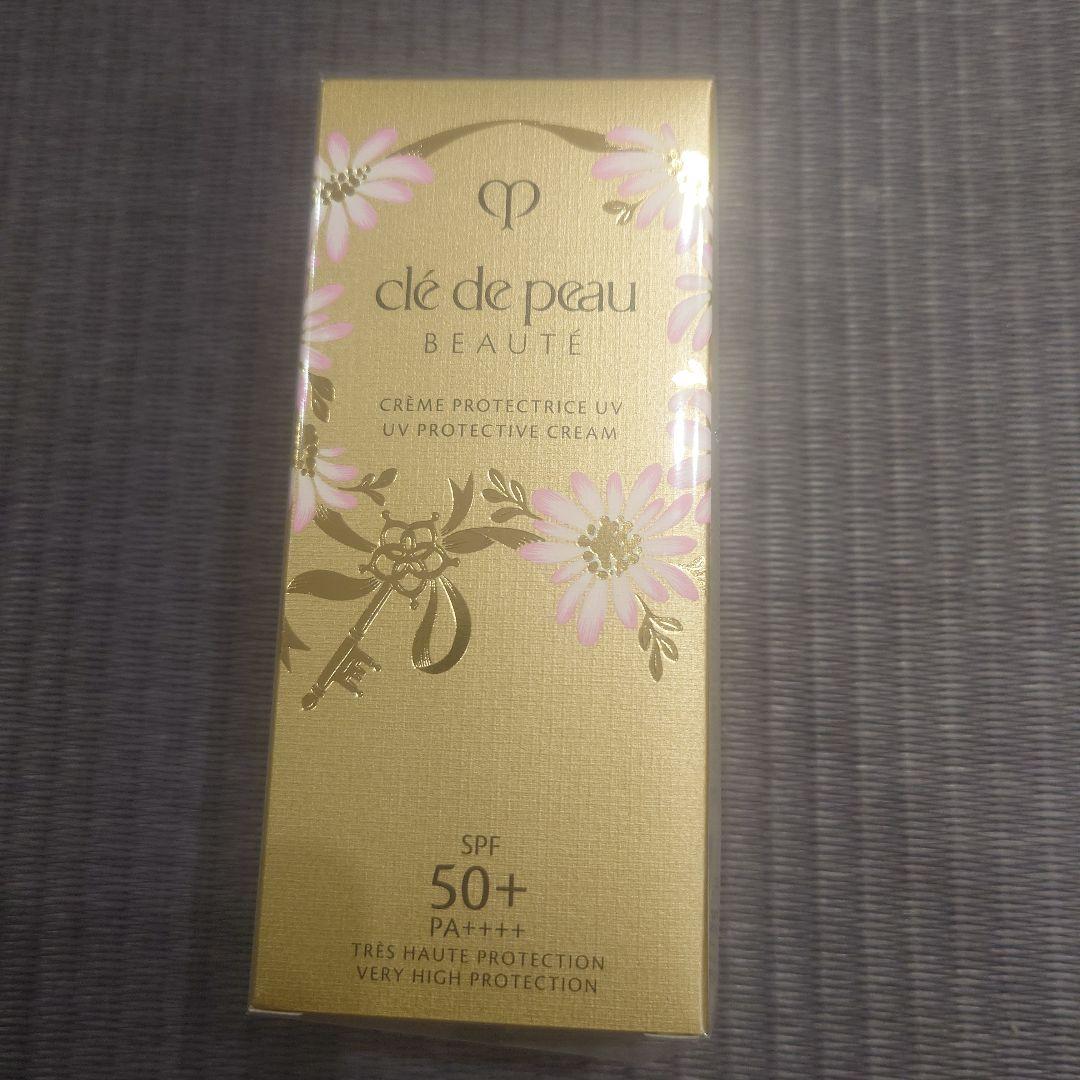 clé de peau
BEAUTÉ
CRÈME PROTECTRICE UV
UV PROTECTIVE CREAM
SPF
50+
PA++++
TRÈS HAUTE PROTECTION
VERY HIGH PROTECTION